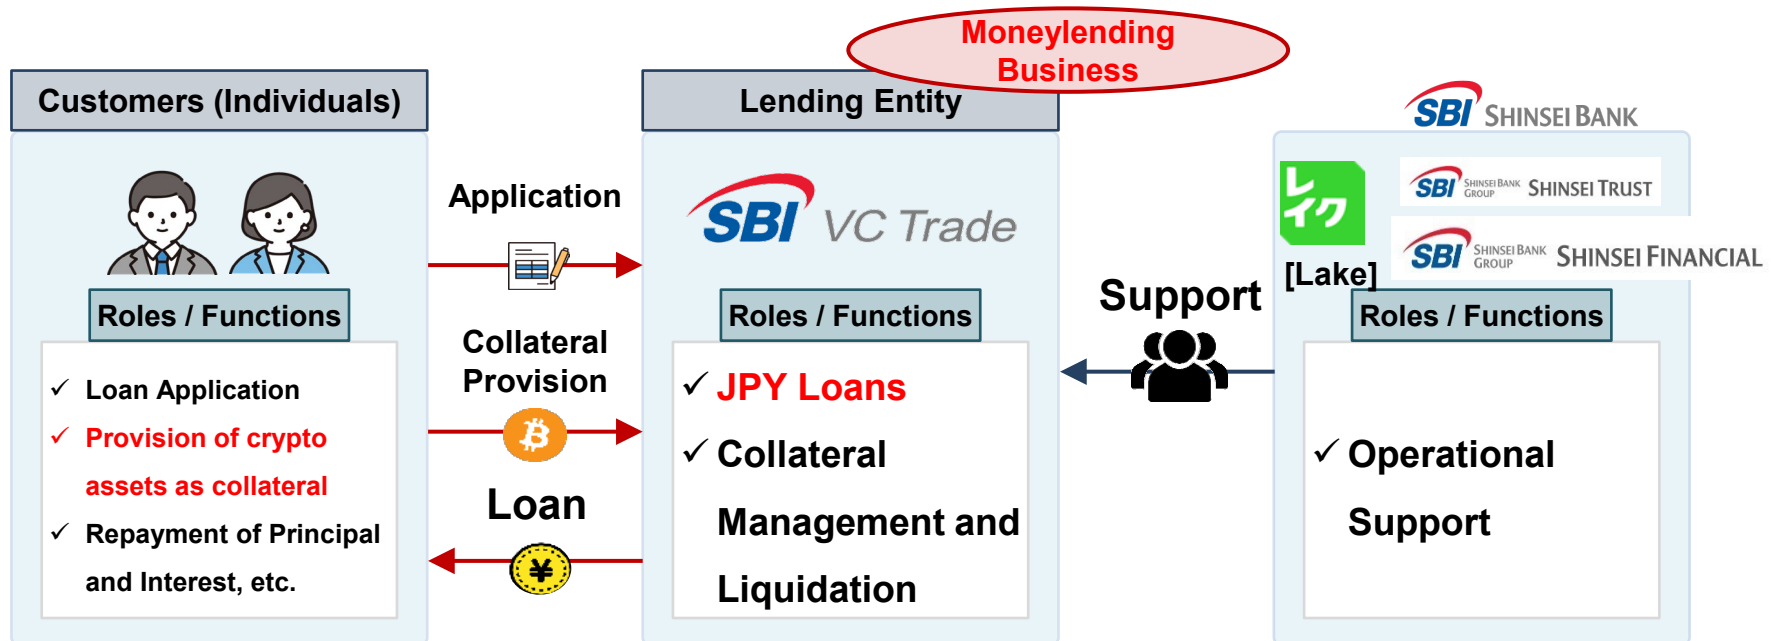 Moneylending
Business
Customers (Individuals)
Lending Entity
SBI SHINSEI BANK
Application
SBI VC Trade
レイク
[Lake]
SBI SHINSEI BANK GROUP SHINSEI TRUST
SBI SHINSEI BANK GROUP SHINSEI FINANCIAL
Support
Roles / Functions
Roles / Functions
Roles / Functions
Collateral
Provision
₿
Loan
¥
✓ Loan Application
✓ Provision of crypto
assets as collateral
✓ Repayment of Principal
and Interest, etc.
✓ JPY Loans
✓ Collateral
Management and
Liquidation
✓ Operational
Support